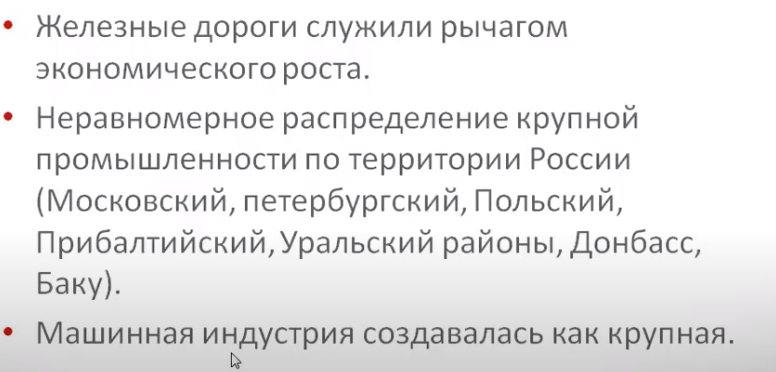 • Железные дороги служили рычагом
экономического роста.
• Неравномерное распределение крупной
промышленности по территории России
(Московский, петербургский, Польский,
Прибалтийский, Уральский районы, Донбасс,
Баку).
• Машинная индустрия создавалась как крупная.